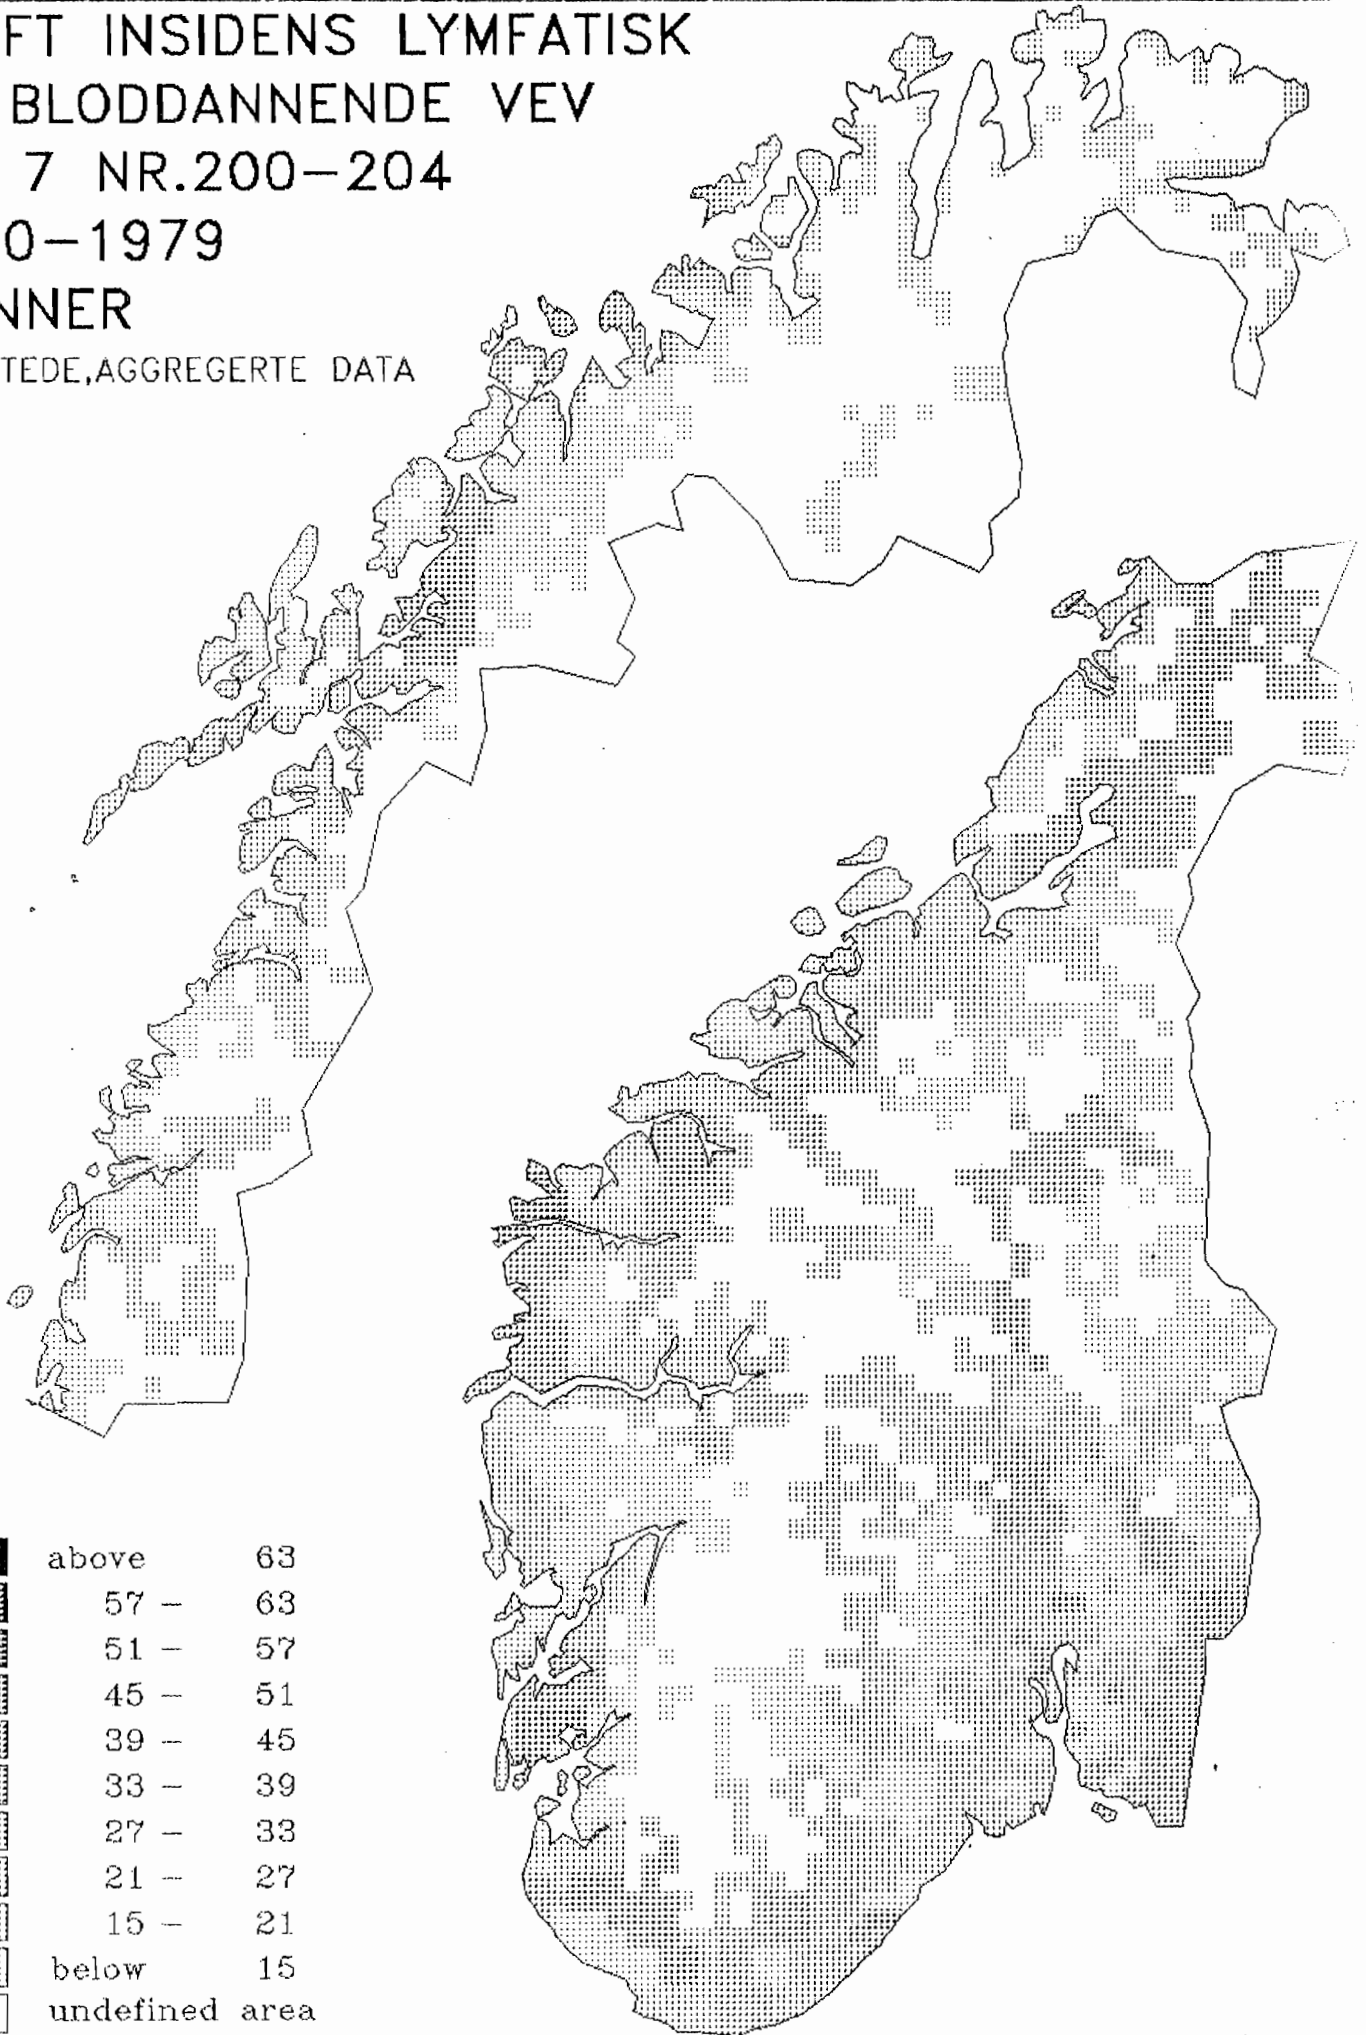 FT INSIDENS LYMFATISK
BLODDANNENDE VEV
7 NR.200-204
0-1979
NNER
TEDE,AGGREGERTE DATA
above 63
57 - 63
51 - 57
45 - 51
39 - 45
33 - 39
27 - 33
21 - 27
15 - 21
below 15
undefined area